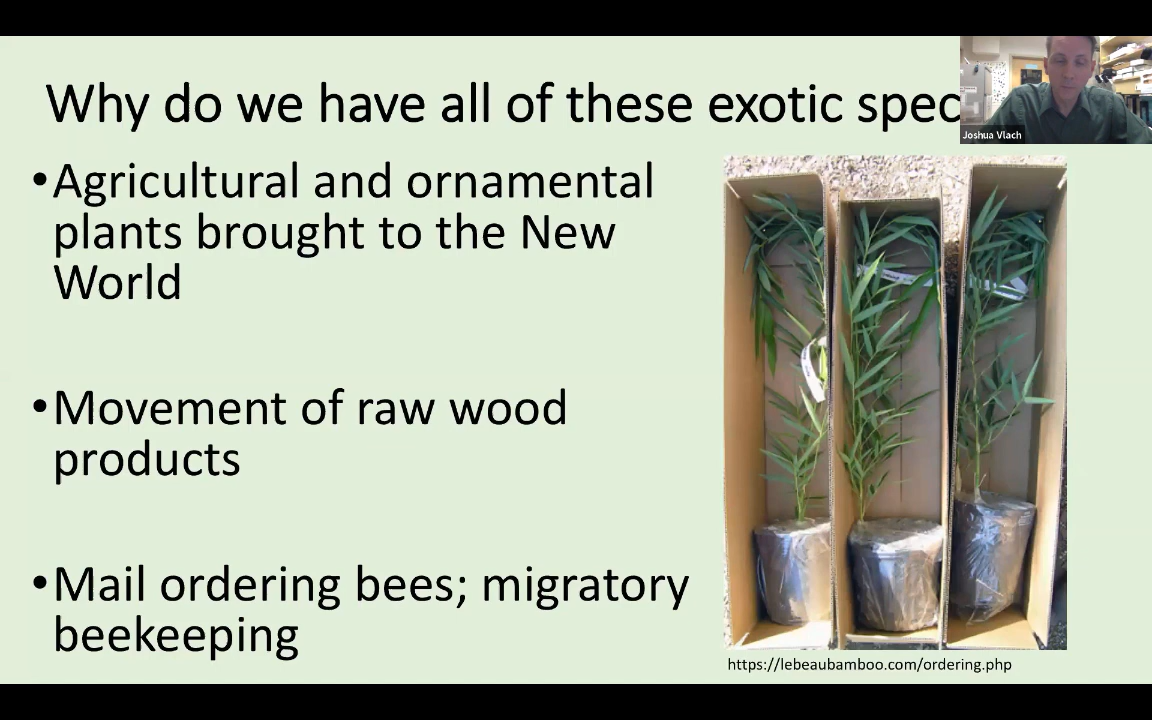 Why do we have all of these exotic spec
Joshua Vlach
•Agricultural and ornamental
plants brought to the New
World
•Movement of raw wood
products
•Mail ordering bees; migratory
beekeeping
https://lebeaubamboo.com/ordering.php